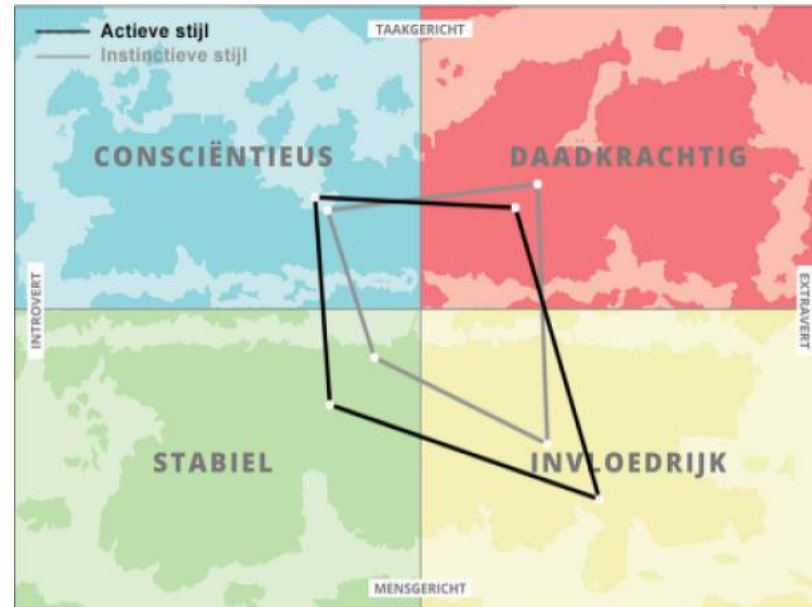 Actieve stijl
Instinctieve stijl
TAAKGERICHT
CONSCIËNTIEUS
DAADKRACHTIG
INTROVERT
EXTRAVERT
STABIEL
INVLOEDRIJK
MENSGERICHT